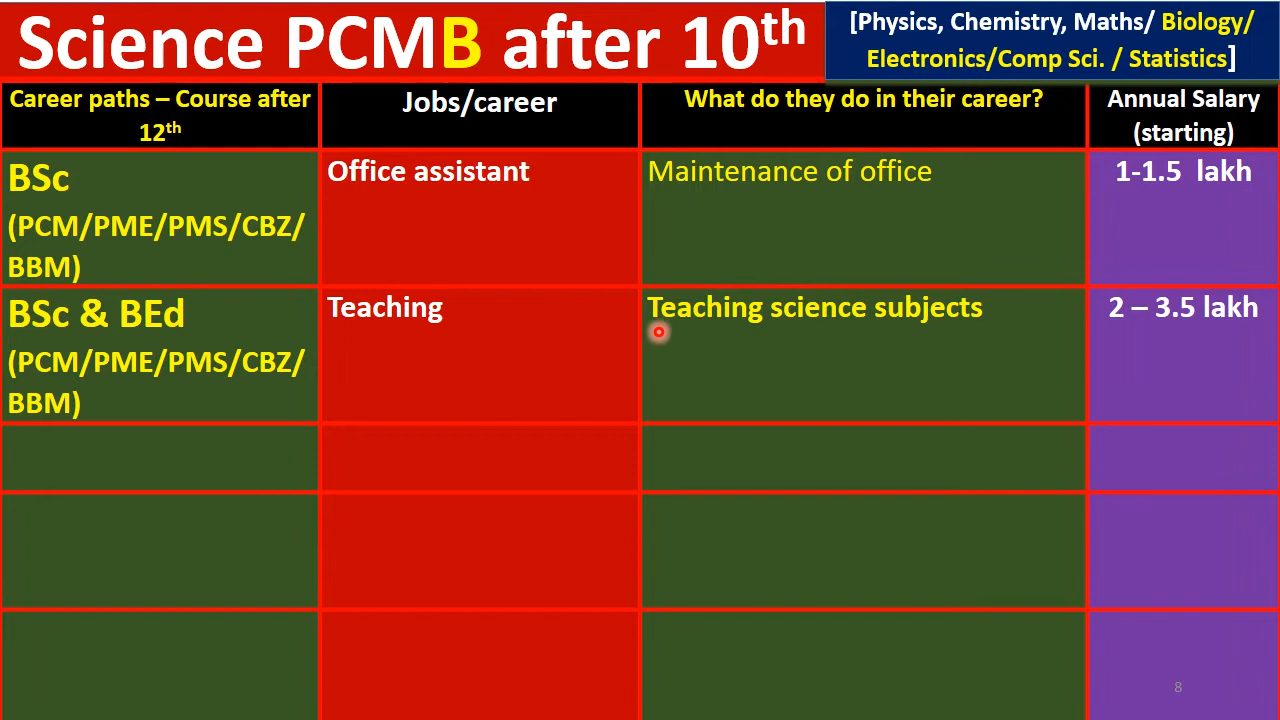 Science PCMB after 10th
[Physics, Chemistry, Maths/ Biology/
Electronics/Comp Sci. / Statistics]
Career paths – Course after
12th
Jobs/career
What do they do in their career?
Annual Salary
(starting)
BSc
(PCM/PME/PMS/CBZ/
BBM)
Office assistant
Maintenance of office
1-1.5 lakh
BSc & BEd
(PCM/PME/PMS/CBZ/
BBM)
Teaching
Teaching science subjects
2 – 3.5 lakh
8